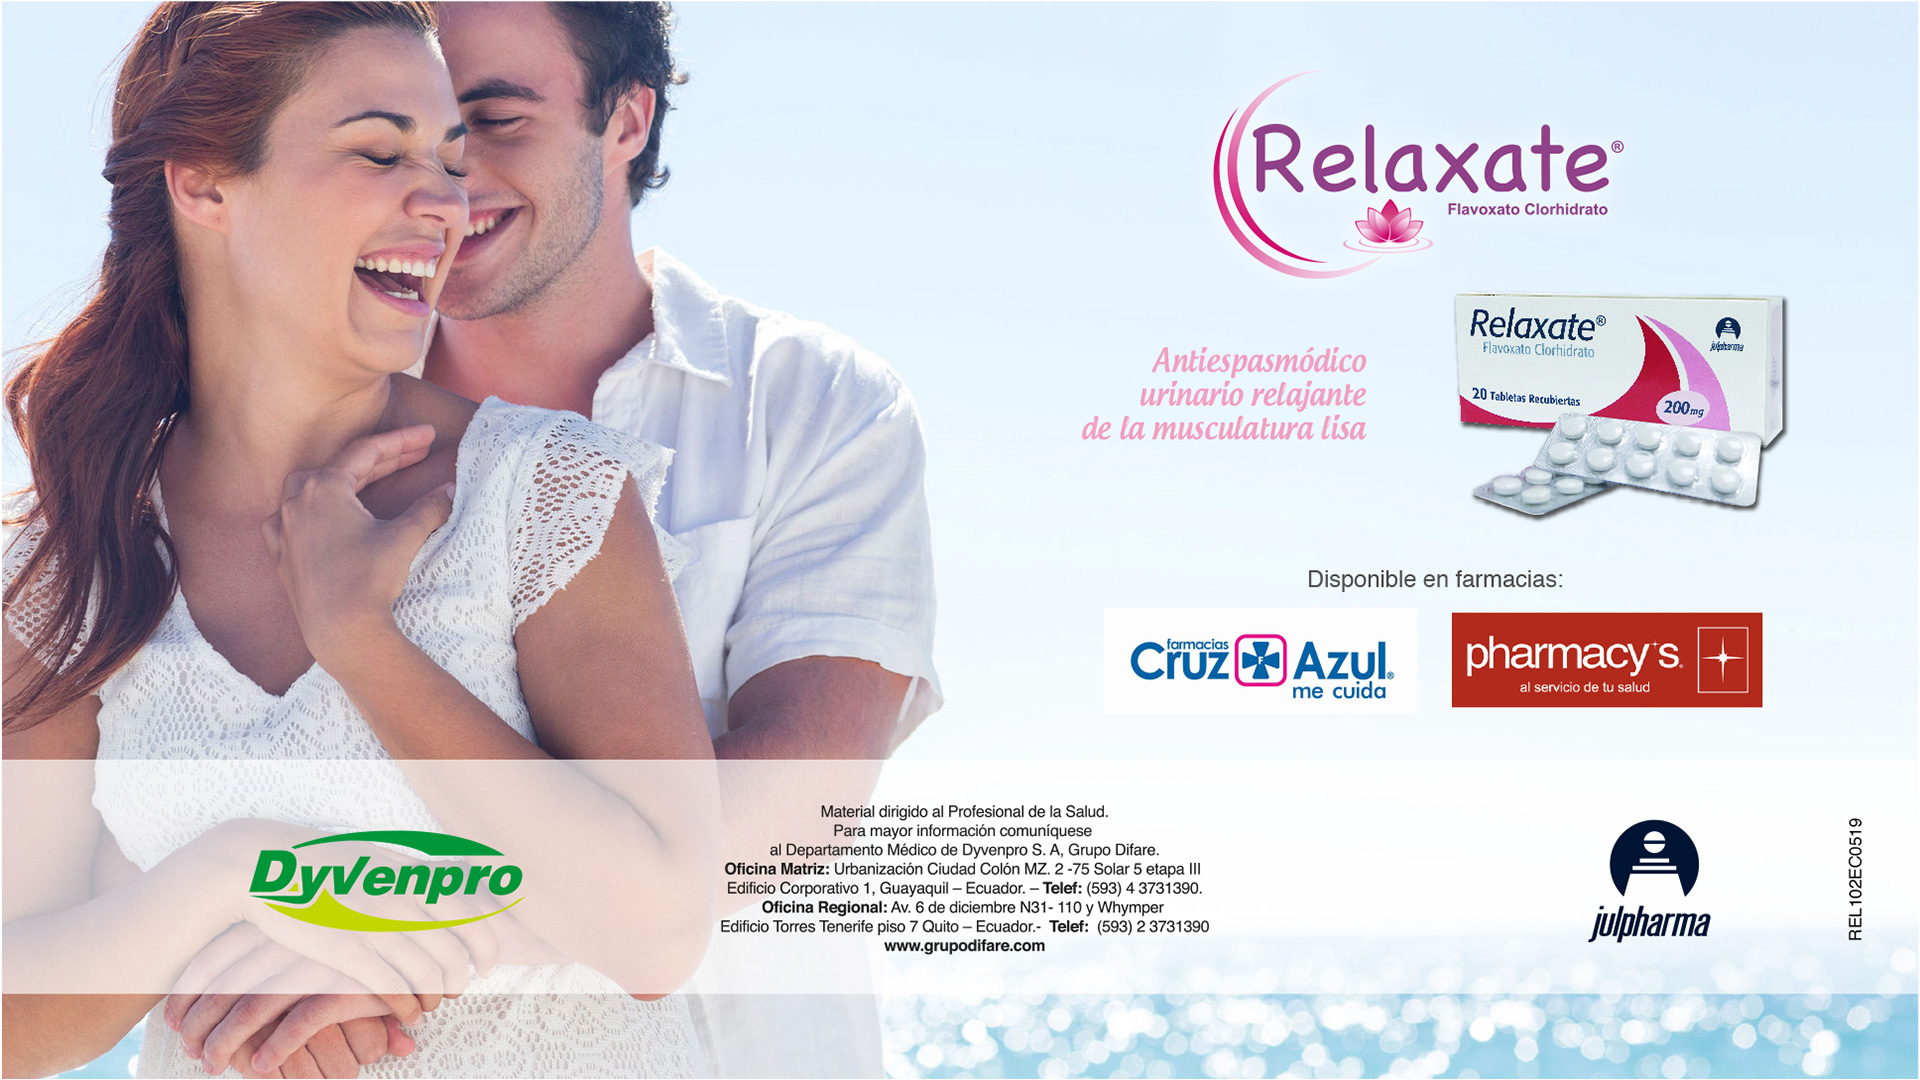 Relaxate®
Flavoxato Clorhidrato
Antiespasmódico
urinario relajante
de la musculatura lisa
Relaxate®
Flavoxato Clorhidrato
julpharma
20 Tabletas Recubiertas
200mg
Disponible en farmacias:
farmacias
Cruz Azul®
me cuida
pharmacy's®
al servicio de tu salud
Dyvenpro
Material dirigido al Profesional de la Salud.
Para mayor información comuníquese
al Departamento Médico de Dyvenpro S. A, Grupo Difare.
Oficina Matriz: Urbanización Ciudad Colón MZ. 2 -75 Solar 5 etapa III
Edificio Corporativo 1, Guayaquil – Ecuador. – Telef: (593) 4 3731390.
Oficina Regional: Av. 6 de diciembre N31- 110 y Whymper
Edificio Torres Tenerife piso 7 Quito – Ecuador.- Telef: (593) 2 3731390
www.grupodifare.com
julpharma
REL102EC0519